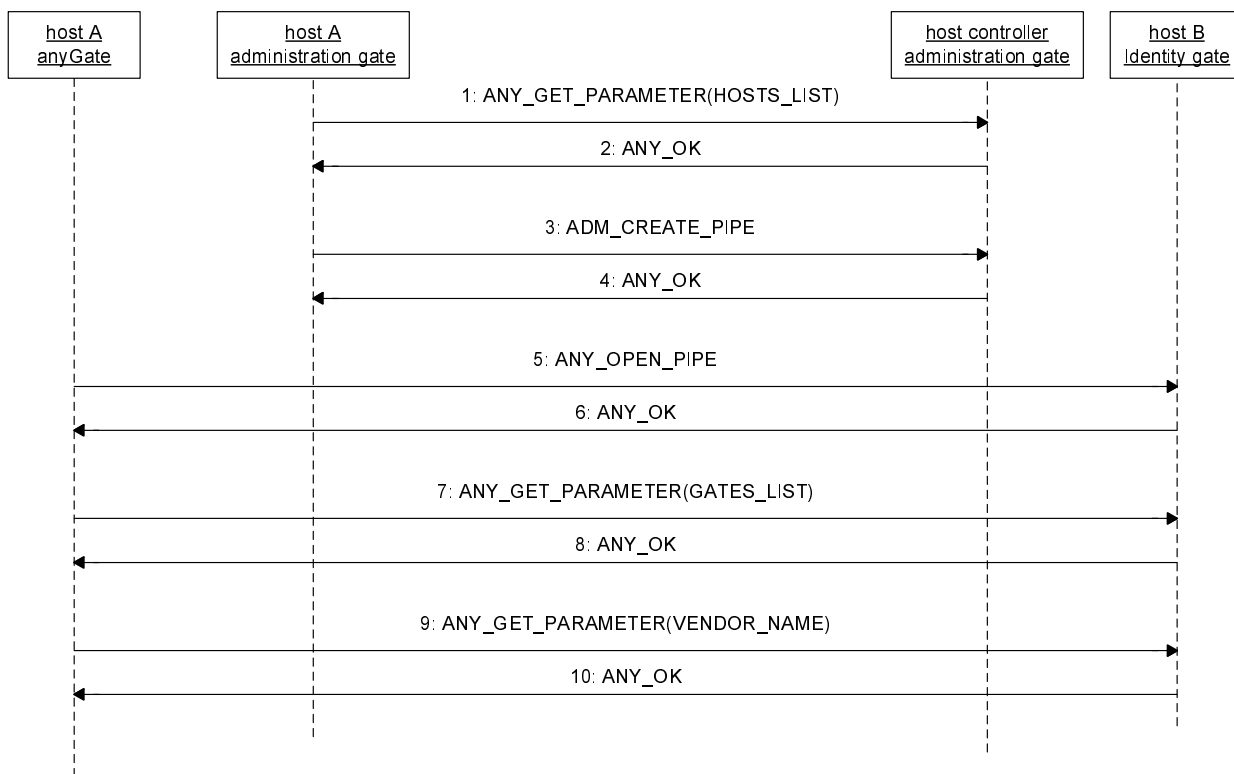 host A
anyGate
host A
administration gate
host controller
administration gate
host B
Identity gate
1: ANY_GET_PARAMETER(HOSTS_LIST)
2: ANY_OK
3: ADM_CREATE_PIPE
4: ANY_OK
5: ANY_OPEN_PIPE
6: ANY_OK
7: ANY_GET_PARAMETER(GATES_LIST)
8: ANY_OK
9: ANY_GET_PARAMETER(VENDOR_NAME)
10: ANY_OK